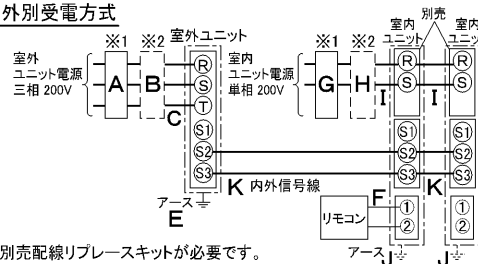 外別受電方式
別売
※1 ※2 室外ユニット ※1 ※2 室内ユニット 室内ユニット
室外ユニット電源 三相 200V
A B C
R S T S1 S2 S3
室内ユニット電源 単相 200V
G H I I
R S S1 S2 S3 ① ②
R S S1 S2 S3 ① ②
K 内外信号線 K
アース E
リモコン F
アース J J
別売配線リプレースキットが必要です。